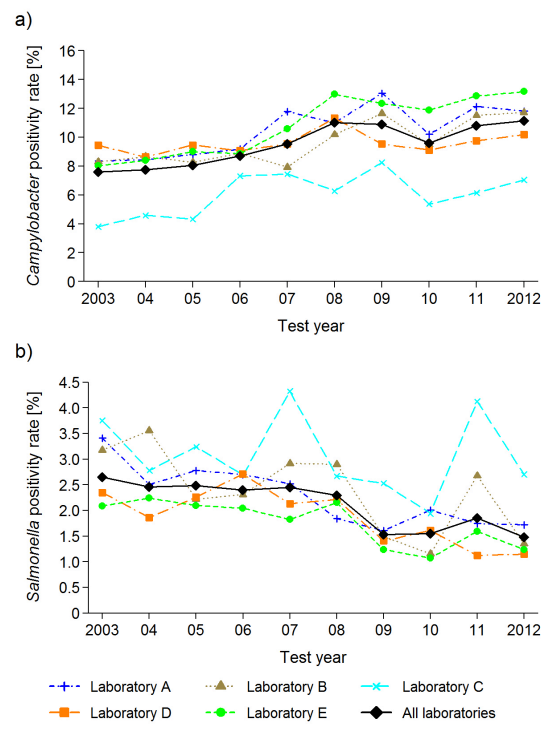 a)
Campylobacter positivity rate [%]
16
14
12
10
8
6
4
2
0
2003 04 05 06 07 08 09 10 11 2012
Test year
b)
Salmonella positivity rate [%]
4.5
4.0
3.5
3.0
2.5
2.0
1.5
1.0
0.5
0
2003 04 05 06 07 08 09 10 11 2012
Test year
Laboratory A Laboratory B Laboratory C
Laboratory D Laboratory E All laboratories